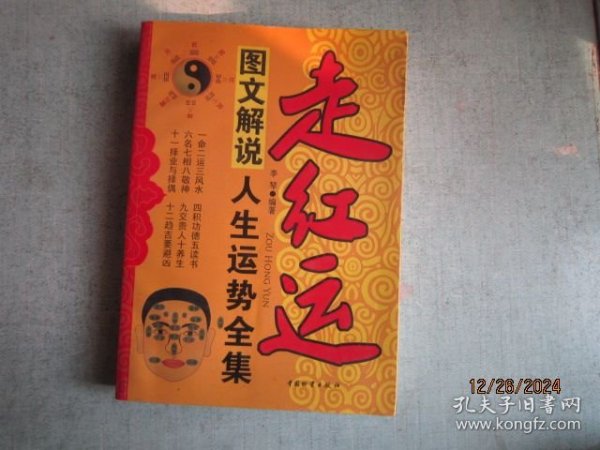 走红运
李琴 编著
ZOU HONG YUN
图文解说
人生运势全集
一命二运三风水
四积功德五读书
六名七相八敬神
九交贵人十养生
十一择业与择偶
十二趋吉要避凶
12/26/2024
孔夫子旧书网
www.kongfz.com